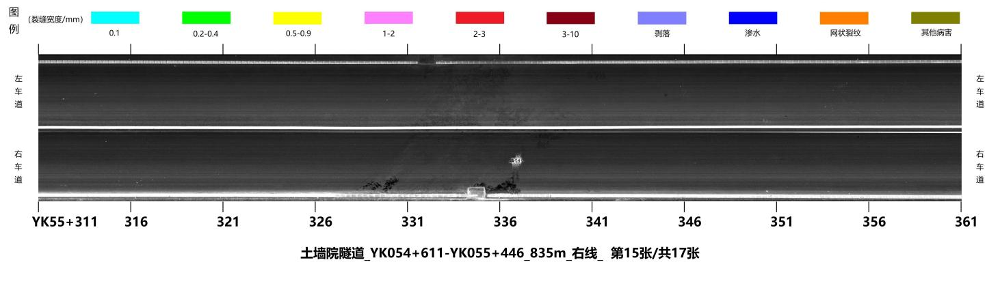 图例
(裂缝宽度/mm)
0.1
0.2-0.4
0.5-0.9
1-2
2-3
3-10
剥落
渗水
网状裂纹
其他病害
左车道
左车道
右车道
右车道
YK55+311 316 321 326 331 336 341 346 351 356 361
土墙院隧道_YK054+611-YK055+446_835m_右线_ 第15张/共17张